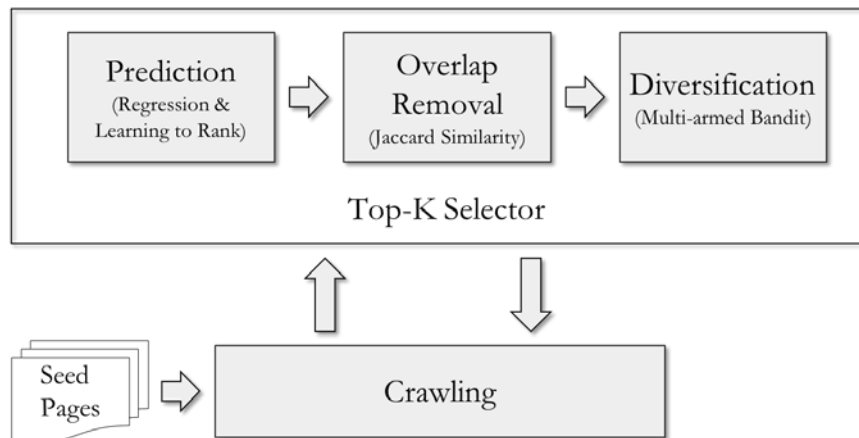 Prediction
(Regression &
Learning to Rank)
Overlap
Removal
(Jaccard Similarity)
Diversification
(Multi-armed Bandit)
Top-K Selector
Seed
Pages
Crawling